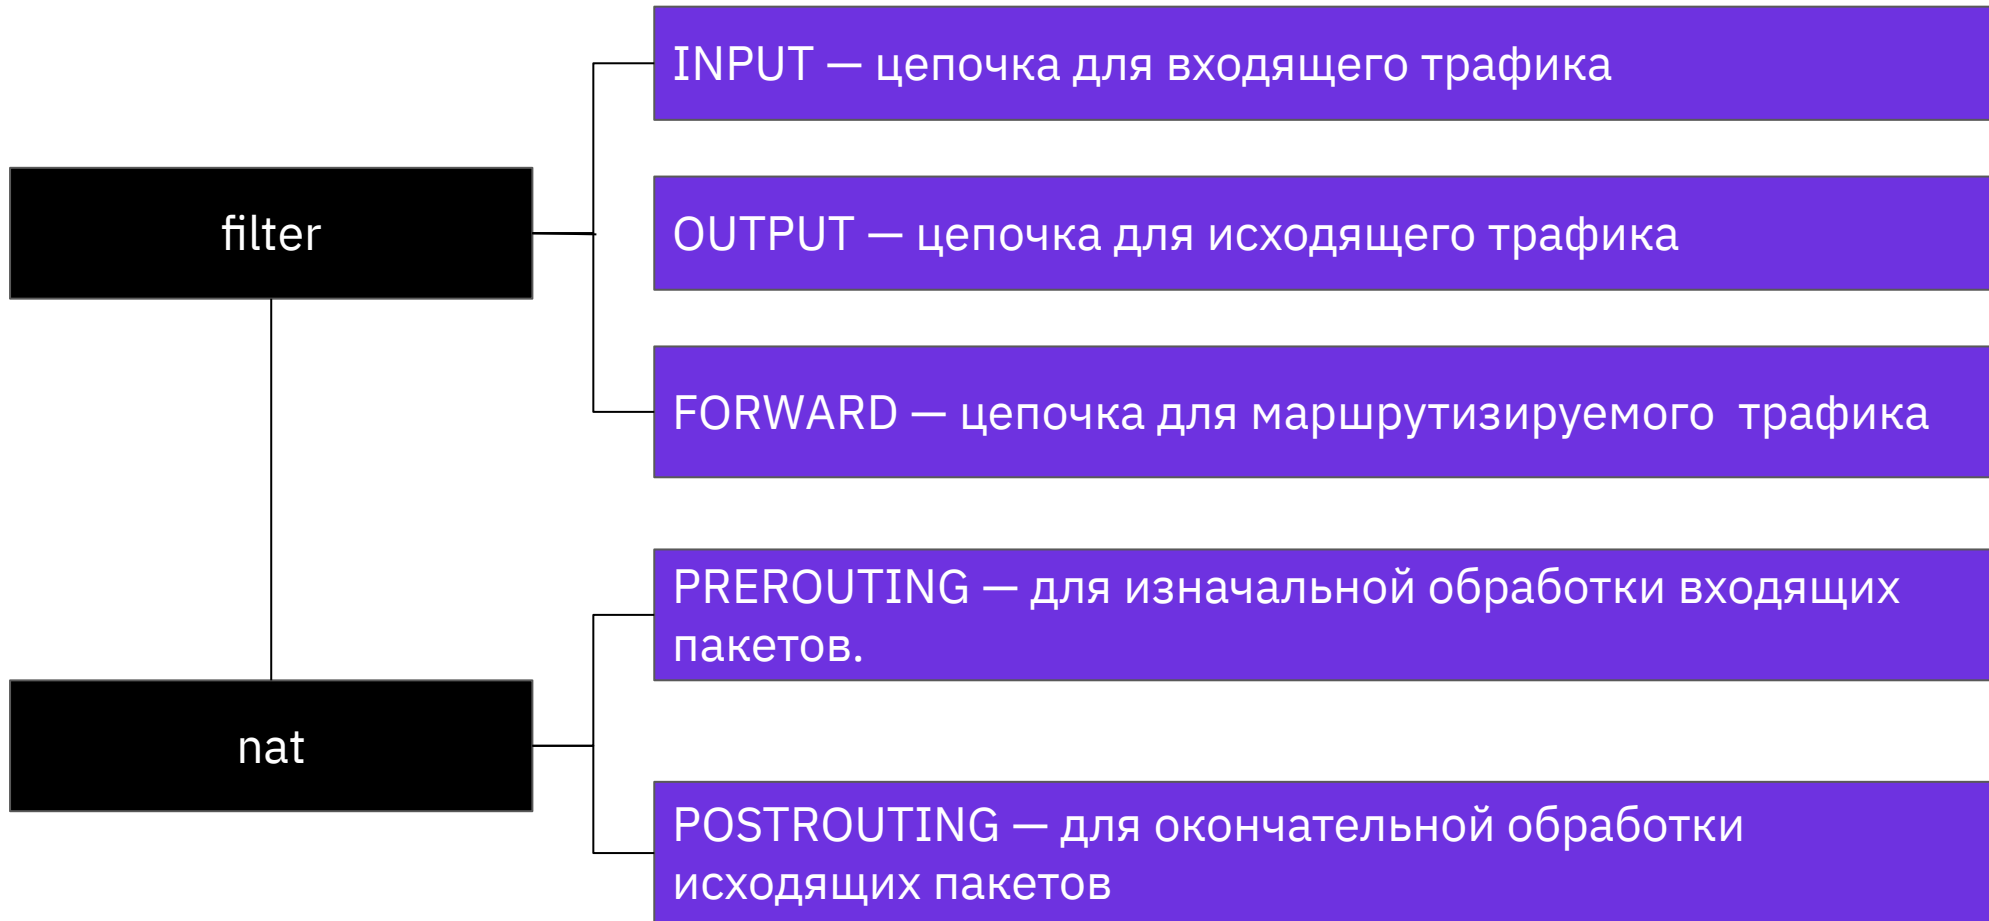 INPUT — цепочка для входящего трафика
filter
OUTPUT — цепочка для исходящего трафика
FORWARD — цепочка для маршрутизируемого  трафика
PREROUTING — для изначальной обработки входящих
пакетов.
nat
POSTROUTING — для окончательной обработки
исходящих пакетов